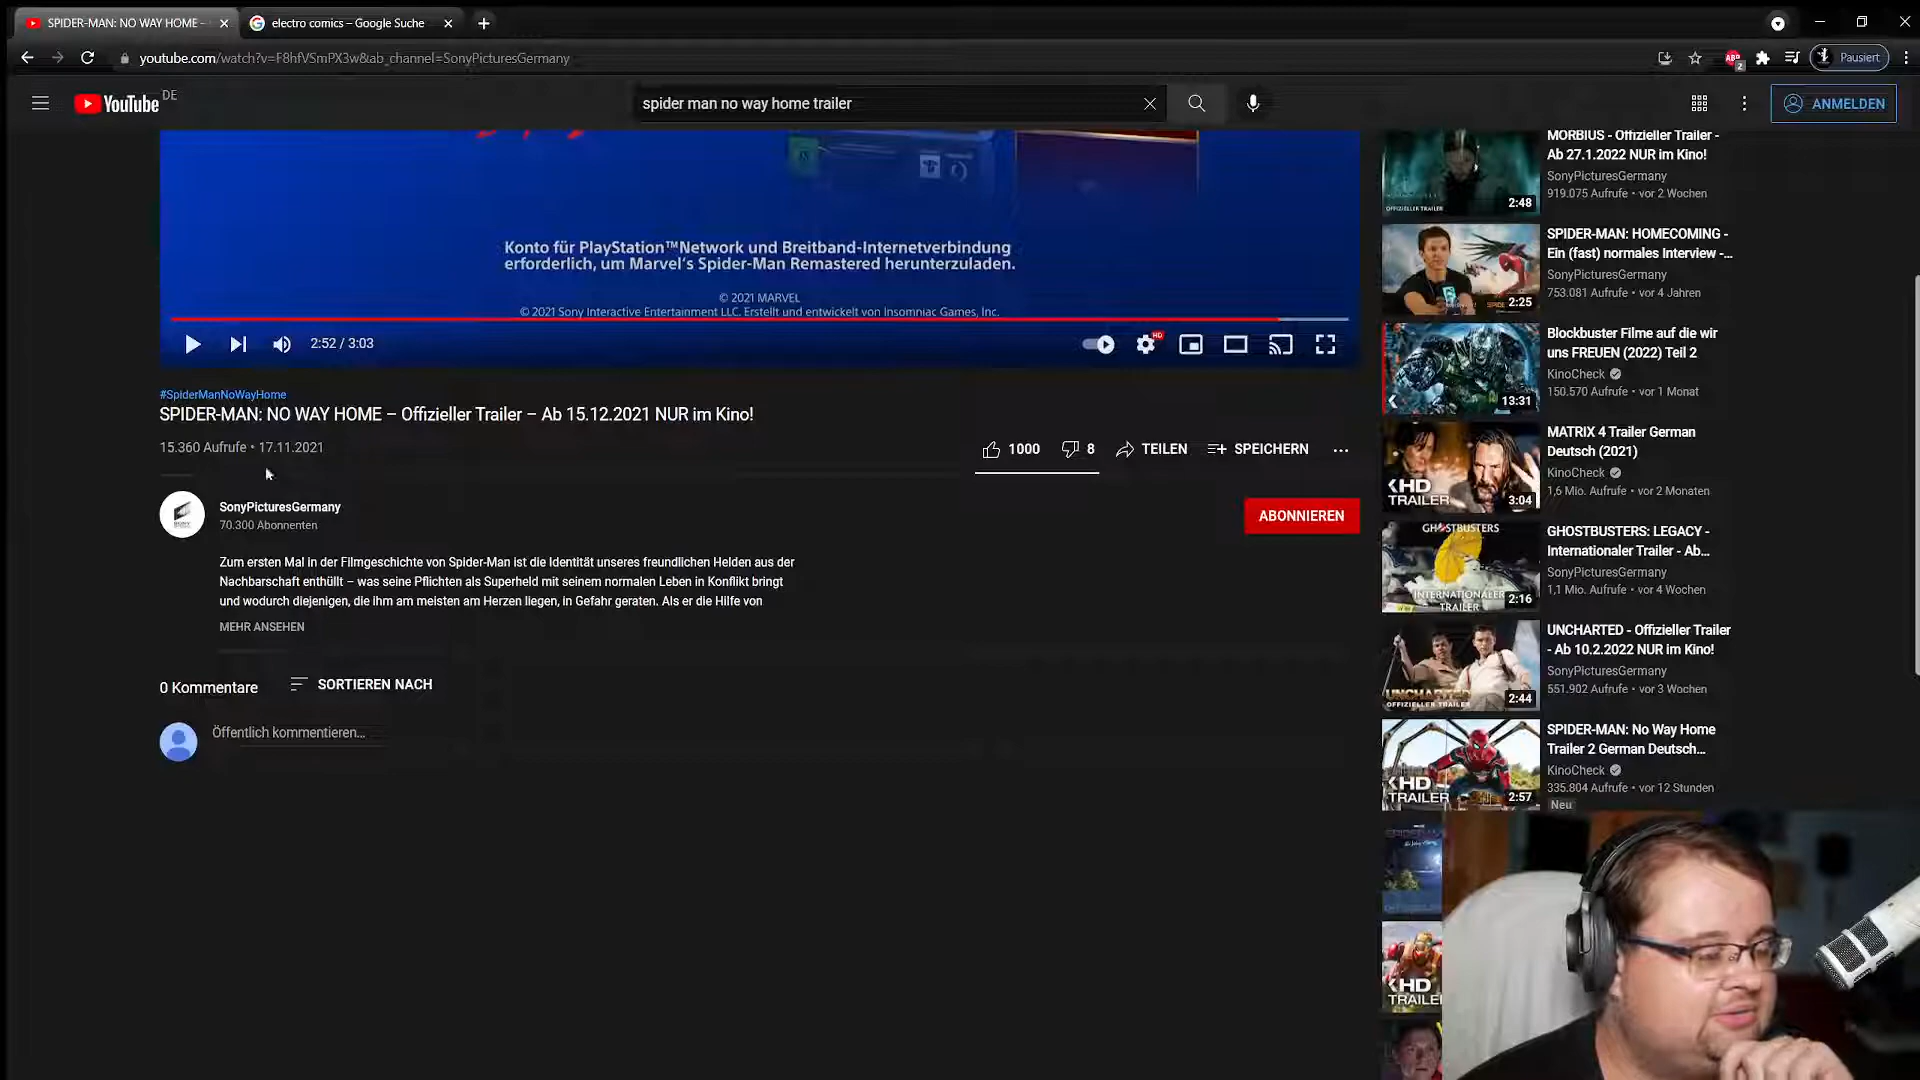 SPIDER-MAN: NO WAY HOME –
electro comics – Google Suche
youtube.com/watch?v=F8hfVSmPX3w&ab_channel=SonyPicturesGermany
ABP
2
Pausiert
YouTube DE
spider man no way home trailer
ANMELDEN
Konto für PlayStation™Network und Breitband-Internetverbindung
erforderlich, um Marvel's Spider-Man Remastered herunterzuladen.
© 2021 MARVEL
© 2021 Sony Interactive Entertainment LLC. Erstellt und entwickelt von Insomniac Games, Inc.
2:52 / 3:03
HD
#SpiderManNoWayHome
SPIDER-MAN: NO WAY HOME – Offizieller Trailer – Ab 15.12.2021 NUR im Kino!
15.360 Aufrufe • 17.11.2021
1000
8
TEILEN
SPEICHERN
SonyPicturesGermany
70.300 Abonnenten
ABONNIEREN
Zum ersten Mal in der Filmgeschichte von Spider-Man ist die Identität unseres freundlichen Helden aus der
Nachbarschaft enthüllt – was seine Pflichten als Superheld mit seinem normalen Leben in Konflikt bringt
und wodurch diejenigen, die ihm am meisten am Herzen liegen, in Gefahr geraten. Als er die Hilfe von
MEHR ANSEHEN
0 Kommentare
SORTIEREN NACH
Öffentlich kommentieren...
OFFIZIELLER TRAILER
2:48
MORBIUS - Offizieller Trailer -
Ab 27.1.2022 NUR im Kino!
SonyPicturesGermany
919.075 Aufrufe • vor 2 Wochen
2:25
SPIDER-MAN: HOMECOMING -
Ein (fast) normales Interview -...
SonyPicturesGermany
753.081 Aufrufe • vor 4 Jahren
13:31
Blockbuster Filme auf die wir
uns FREUEN (2022) Teil 2
KinoCheck
150.570 Aufrufe • vor 1 Monat
KHD
TRAILER
3:04
MATRIX 4 Trailer German
Deutsch (2021)
KinoCheck
1,6 Mio. Aufrufe • vor 2 Monaten
GHOSTBUSTERS
INTERNATIONALER
TRAILER
2:16
GHOSTBUSTERS: LEGACY -
Internationaler Trailer - Ab...
SonyPicturesGermany
1,1 Mio. Aufrufe • vor 4 Wochen
UNCHARTED
OFFIZIELLER TRAILER
2:44
UNCHARTED - Offizieller Trailer
- Ab 10.2.2022 NUR im Kino!
SonyPicturesGermany
551.902 Aufrufe • vor 3 Wochen
KHD
TRAILER
2:57
SPIDER-MAN: No Way Home
Trailer 2 German Deutsch...
KinoCheck
335.804 Aufrufe • vor 12 Stunden
Neu
KHD
TRAILE